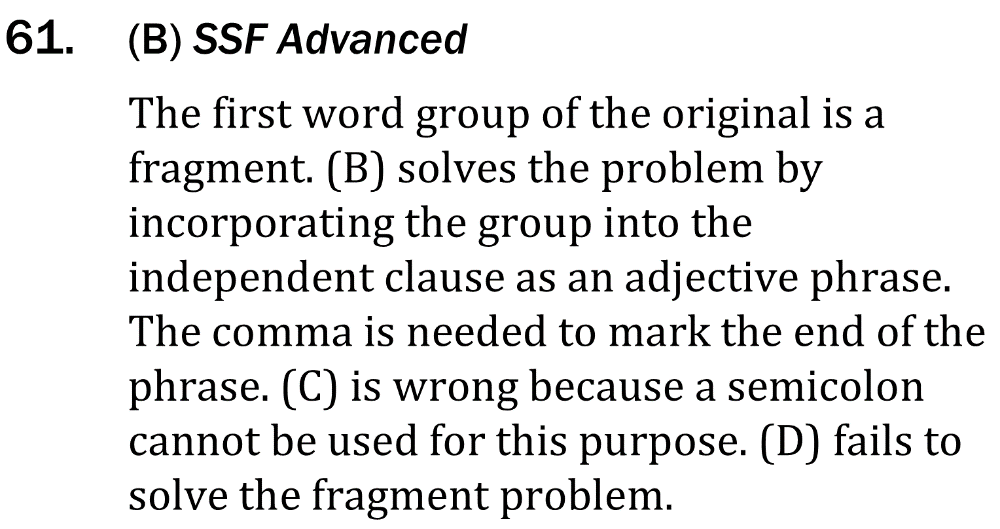 61. (B) SSF Advanced
The first word group of the original is a
fragment. (B) solves the problem by
incorporating the group into the
independent clause as an adjective phrase.
The comma is needed to mark the end of the
phrase. (C) is wrong because a semicolon
cannot be used for this purpose. (D) fails to
solve the fragment problem.